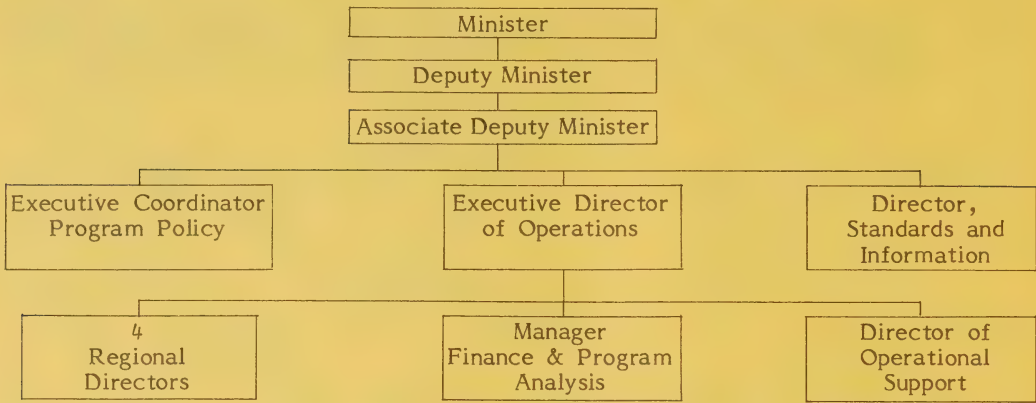 Minister
Deputy Minister
Associate Deputy Minister
Executive Coordinator
Program Policy
Executive Director
of Operations
Director,
Standards and
Information
4
Regional
Directors
Manager
Finance & Program
Analysis
Director of
Operational
Support